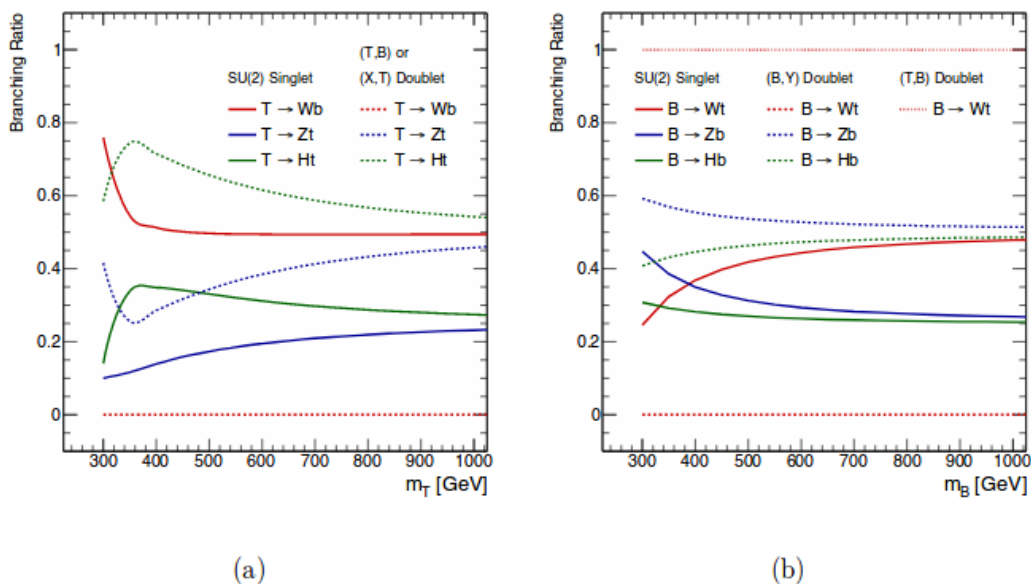 Branching Ratio
1
0.8
0.6
0.4
0.2
0
(T,B) or
SU(2) Singlet (X,T) Doublet
T → Wb T → Wb
T → Zt T → Zt
T → Ht T → Ht
300 400 500 600 700 800 900 1000
m_T [GeV]
(a)
Branching Ratio
1
0.8
0.6
0.4
0.2
0
SU(2) Singlet (B,Y) Doublet (T,B) Doublet
B → Wt B → Wt B → Wt
B → Zb B → Zb
B → Hb B → Hb
300 400 500 600 700 800 900 1000
m_B [GeV]
(b)